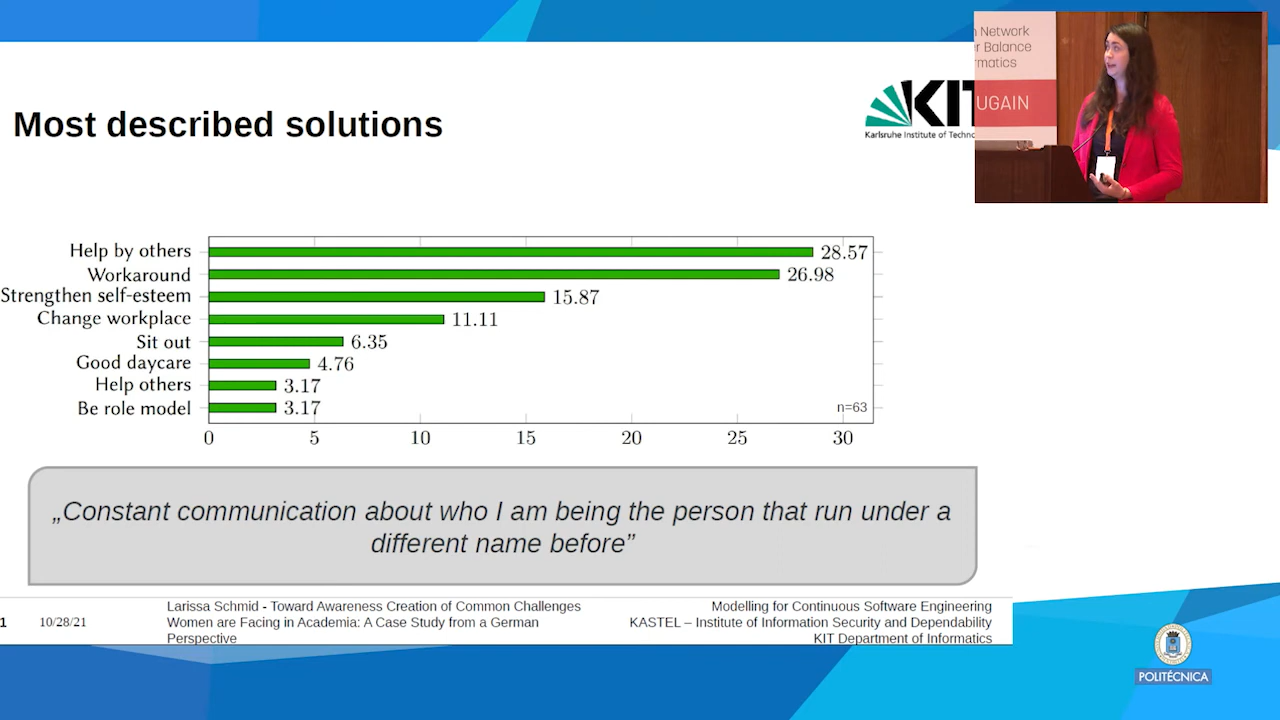 Most described solutions
KIT
Karlsruhe Institute of Techno
n Network
r Balance
rmatics
UGAIN
Help by others 28.57
Workaround 26.98
Strengthen self-esteem 15.87
Change workplace 11.11
Sit out 6.35
Good daycare 4.76
Help others 3.17
Be role model 3.17
n=63
0 5 10 15 20 25 30
„Constant communication about who I am being the person that run under a
different name before”
1 10/28/21
Larissa Schmid - Toward Awareness Creation of Common Challenges
Women are Facing in Academia: A Case Study from a German
Perspective
Modelling for Continuous Software Engineering
KASTEL – Institute of Information Security and Dependability
KIT Department of Informatics
POLITÉCNICA